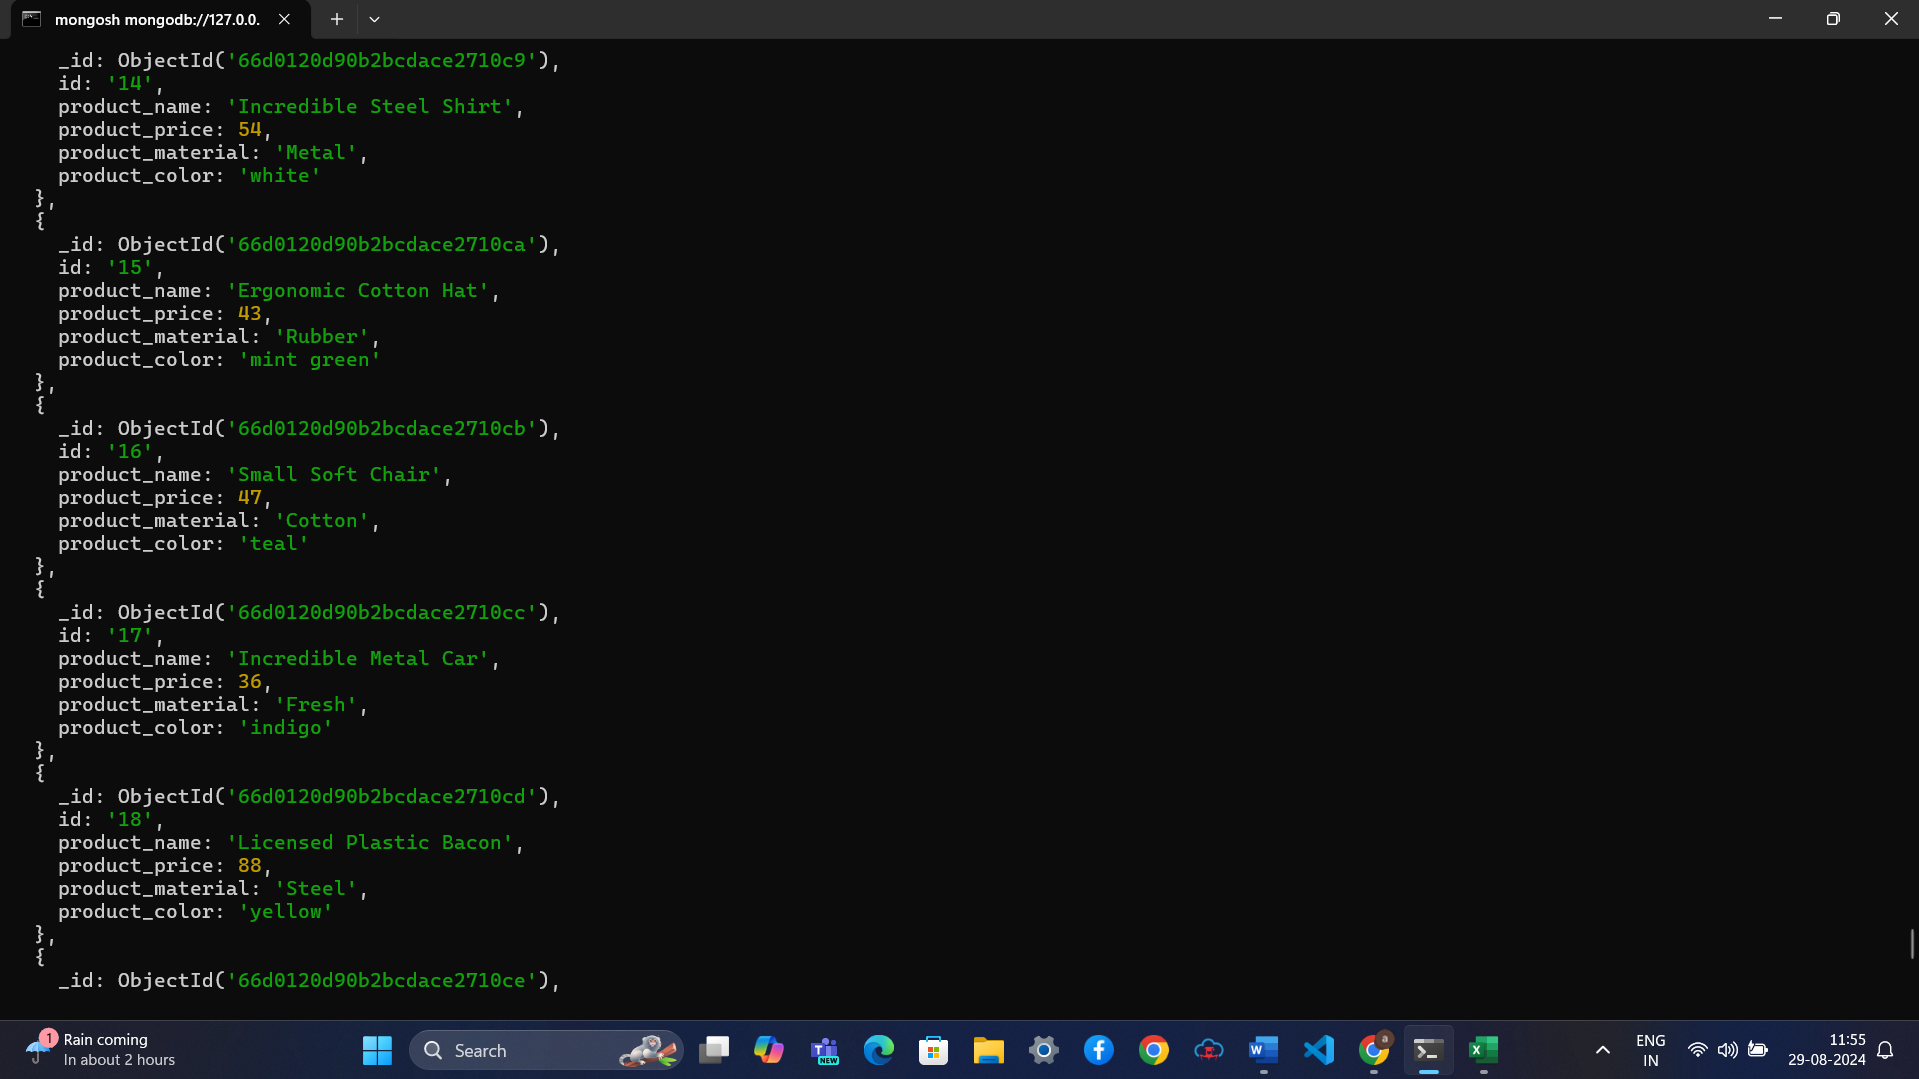 mongosh mongodb://127.0.0.
_id: ObjectId('66d0120d90b2bcdace2710c9'),
id: '14',
product_name: 'Incredible Steel Shirt',
product_price: 54,
product_material: 'Metal',
product_color: 'white'
},
{
_id: ObjectId('66d0120d90b2bcdace2710ca'),
id: '15',
product_name: 'Ergonomic Cotton Hat',
product_price: 43,
product_material: 'Rubber',
product_color: 'mint green'
},
{
_id: ObjectId('66d0120d90b2bcdace2710cb'),
id: '16',
product_name: 'Small Soft Chair',
product_price: 47,
product_material: 'Cotton',
product_color: 'teal'
},
{
_id: ObjectId('66d0120d90b2bcdace2710cc'),
id: '17',
product_name: 'Incredible Metal Car',
product_price: 36,
product_material: 'Fresh',
product_color: 'indigo'
},
{
_id: ObjectId('66d0120d90b2bcdace2710cd'),
id: '18',
product_name: 'Licensed Plastic Bacon',
product_price: 88,
product_material: 'Steel',
product_color: 'yellow'
},
{
_id: ObjectId('66d0120d90b2bcdace2710ce'),
1
Rain coming
In about 2 hours
Search
T
NEW
W
a
X
ENG
IN
11:55
29-08-2024